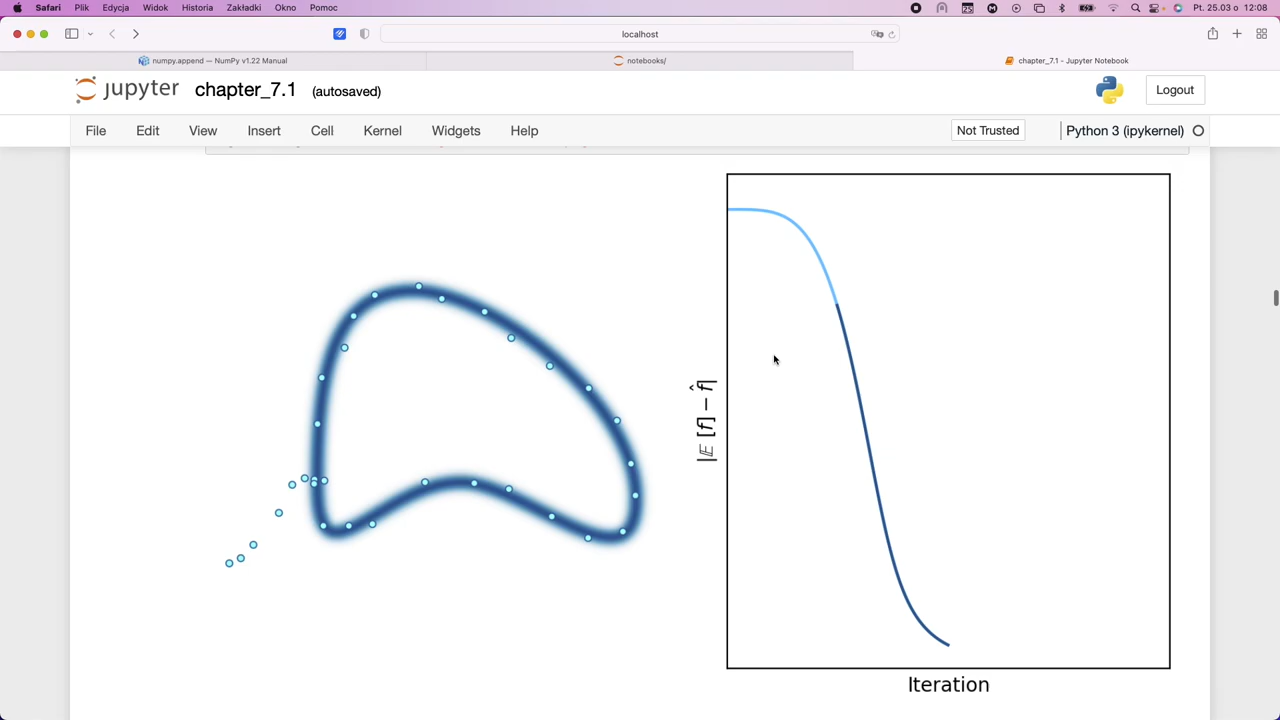 Safari Plik Edycja Widok Historia Zakładki Okno Pomoc Pt. 25.03 o 12:08
localhost
numpy.append — NumPy v1.22 Manual
notebooks/
chapter_7.1 - Jupyter Notebook
jupyter chapter_7.1 (autosaved)
Logout
File Edit View Insert Cell Kernel Widgets Help
Not Trusted
Python 3 (ipykernel)
|𝔼 [f] − f̂|
Iteration